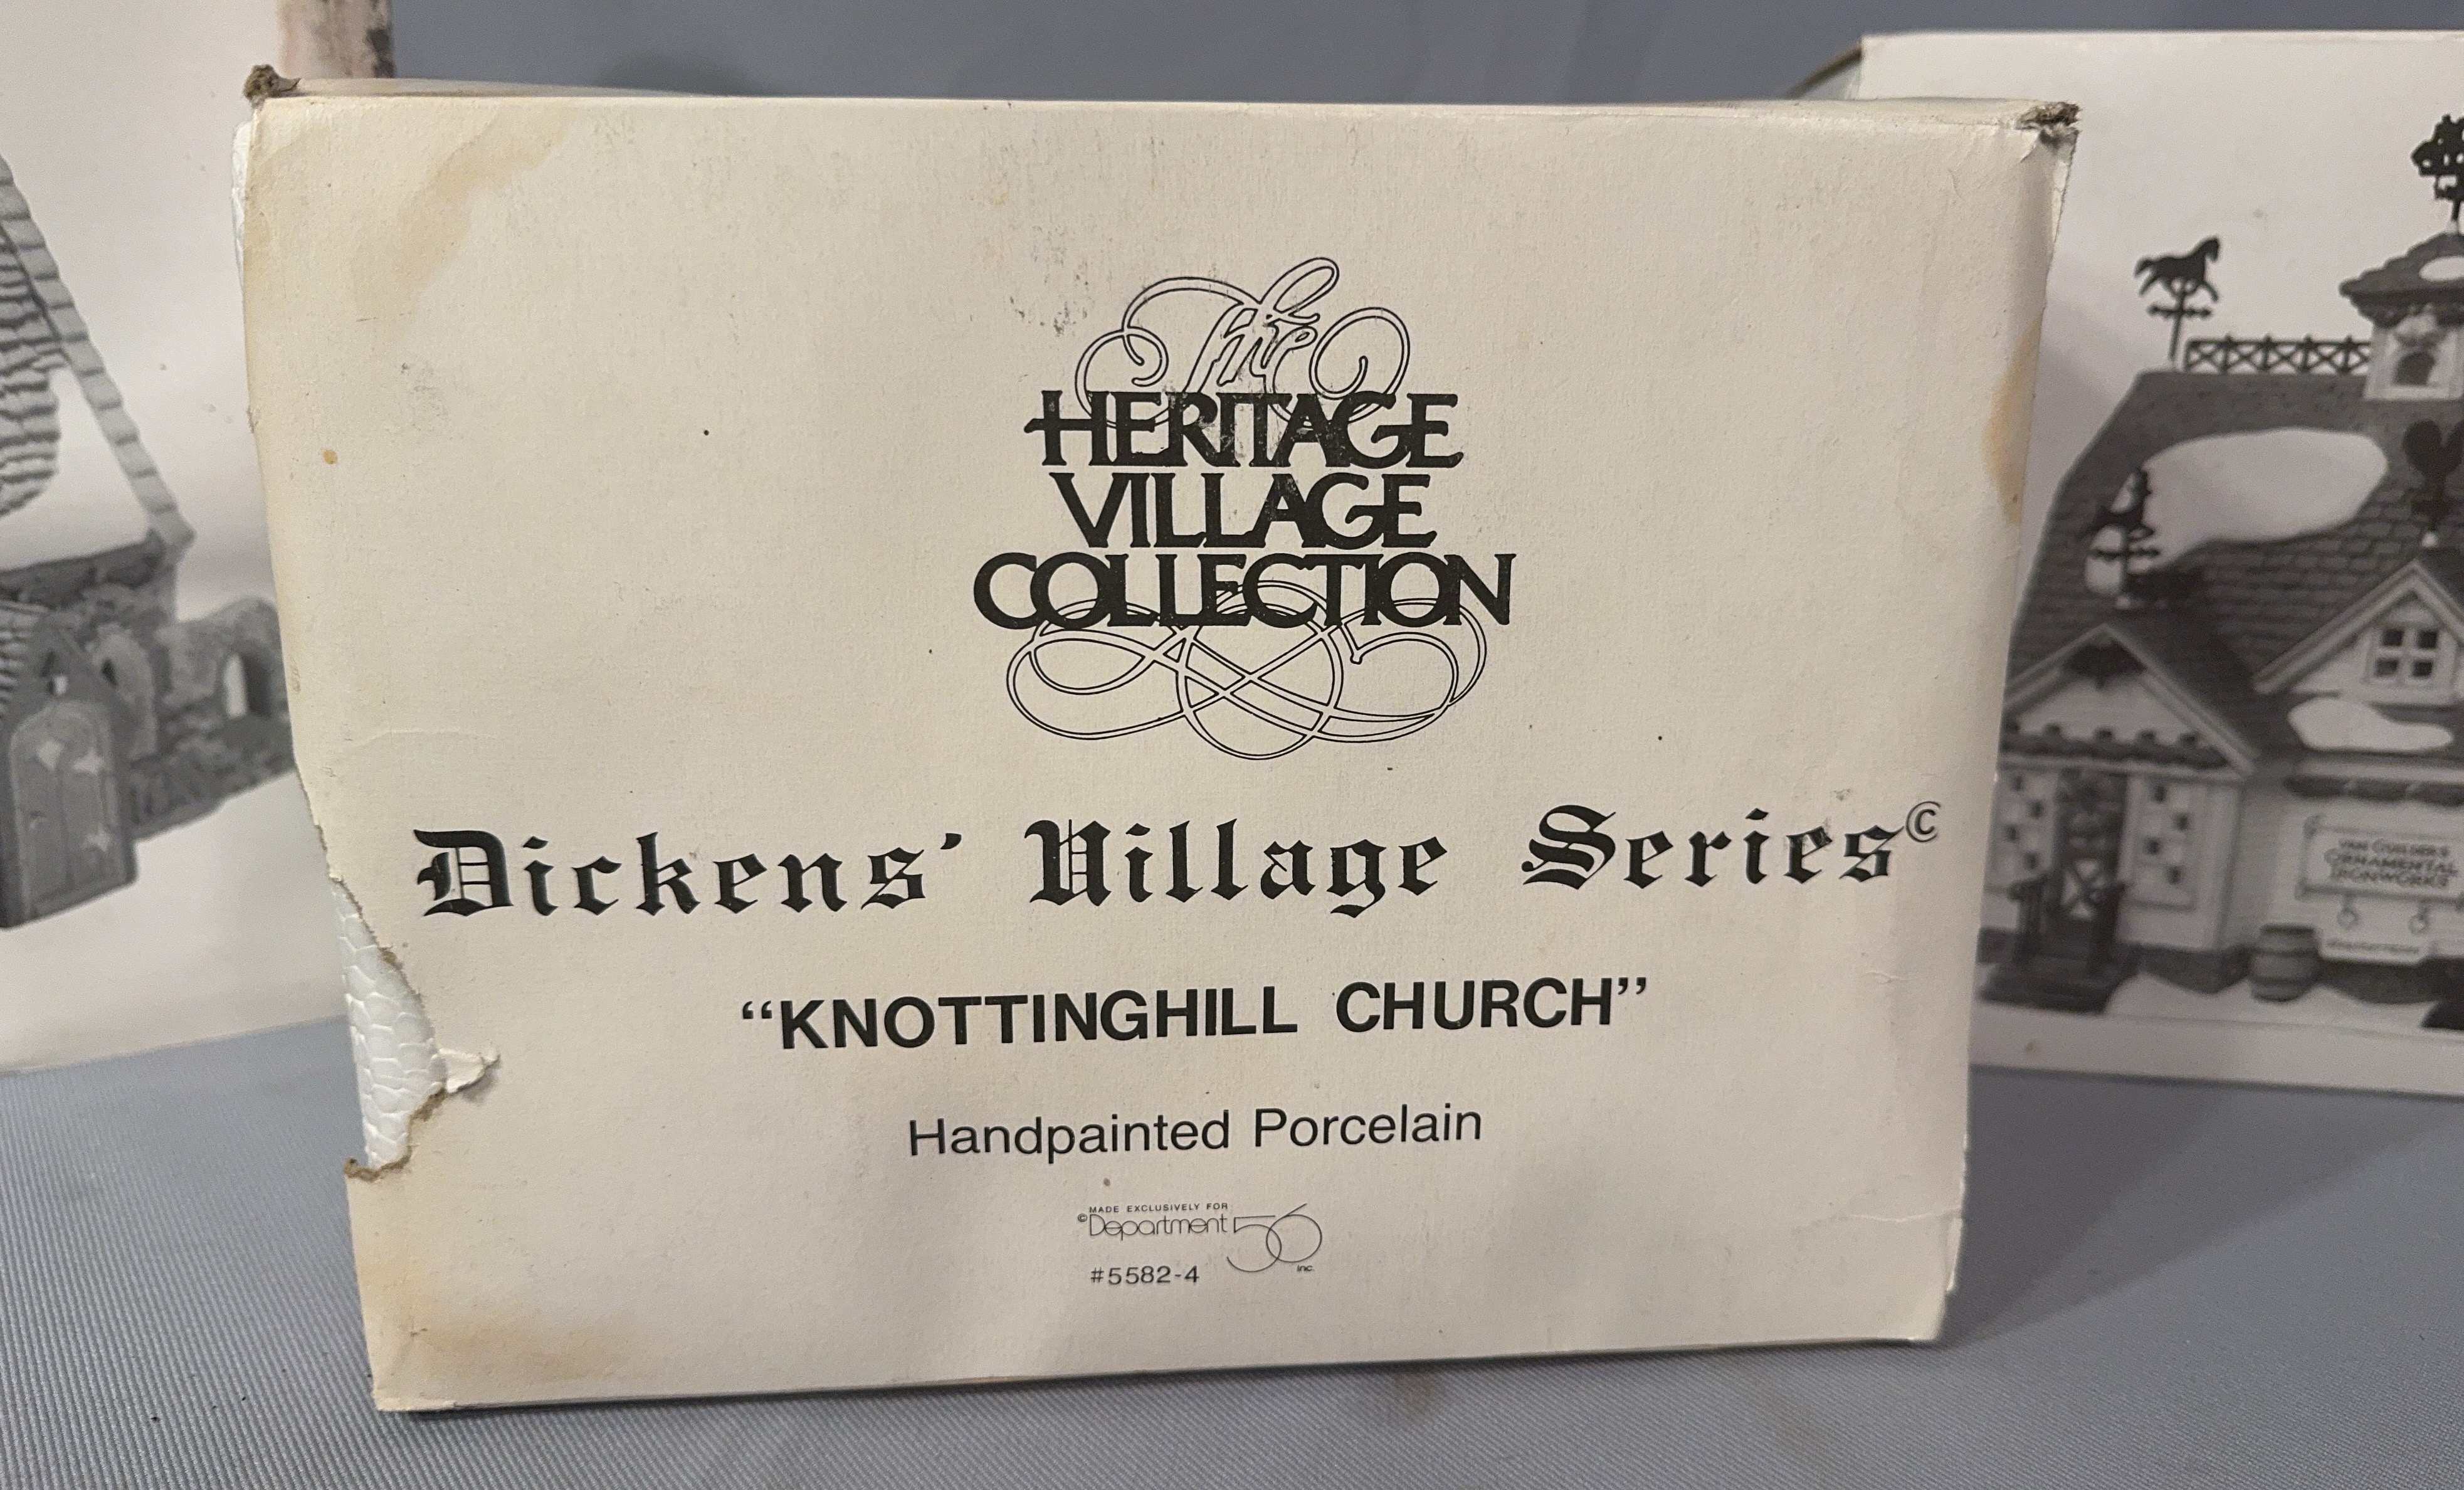 The
HERITAGE
VILLAGE
COLLECTION
Dickens' Village Series©
“KNOTTINGHILL CHURCH”
Handpainted Porcelain
MADE EXCLUSIVELY FOR
©Department 56 inc.
#5582-4
VAN GUILDER'S
ORNAMENTAL
IRONWORKS